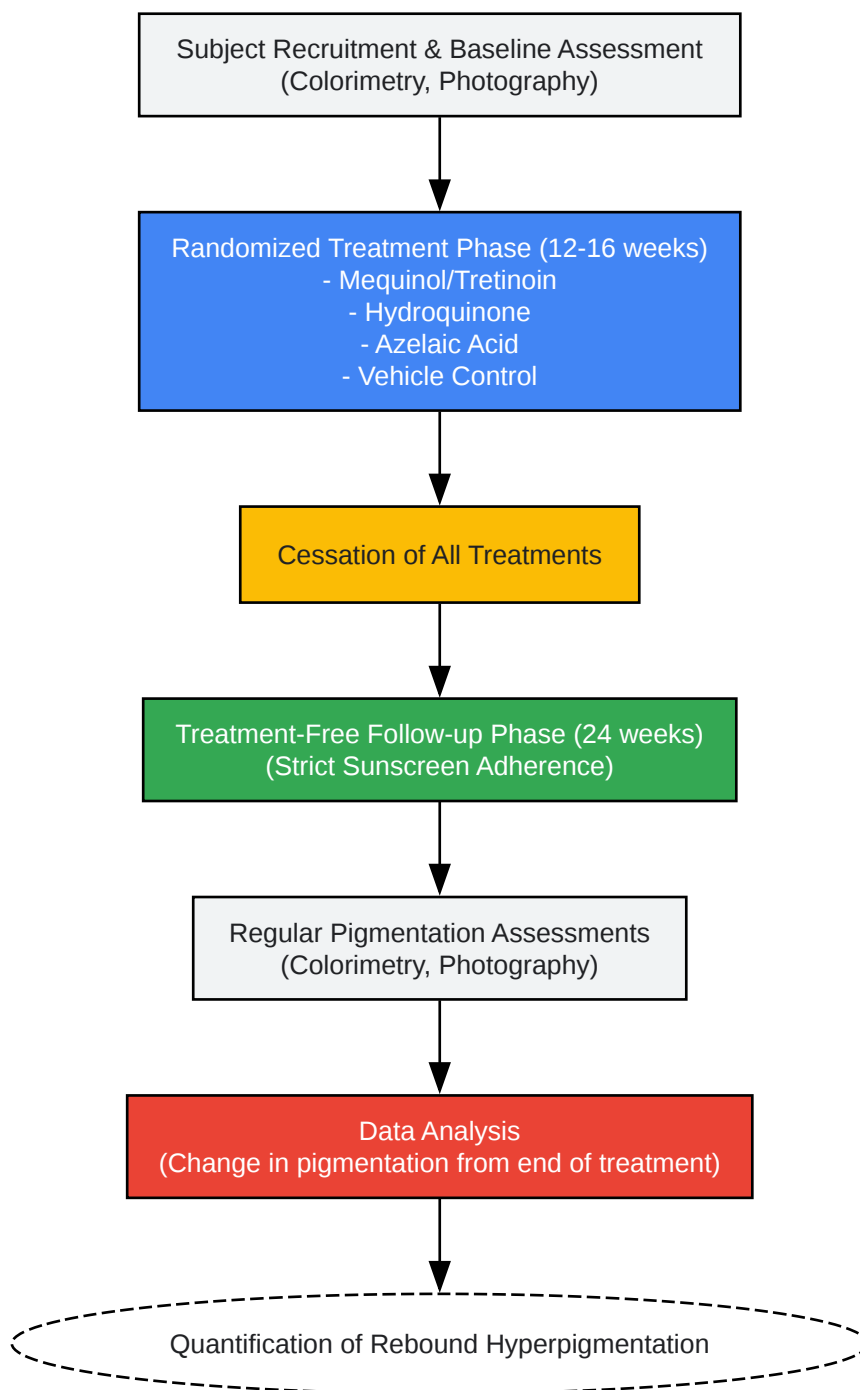 Subject Recruitment & Baseline Assessment
(Colorimetry, Photography)
Randomized Treatment Phase (12-16 weeks)
- Mequinol/Tretinoin
- Hydroquinone
- Azelaic Acid
- Vehicle Control
Cessation of All Treatments
Treatment-Free Follow-up Phase (24 weeks)
(Strict Sunscreen Adherence)
Regular Pigmentation Assessments
(Colorimetry, Photography)
Data Analysis
(Change in pigmentation from end of treatment)
Quantification of Rebound Hyperpigmentation